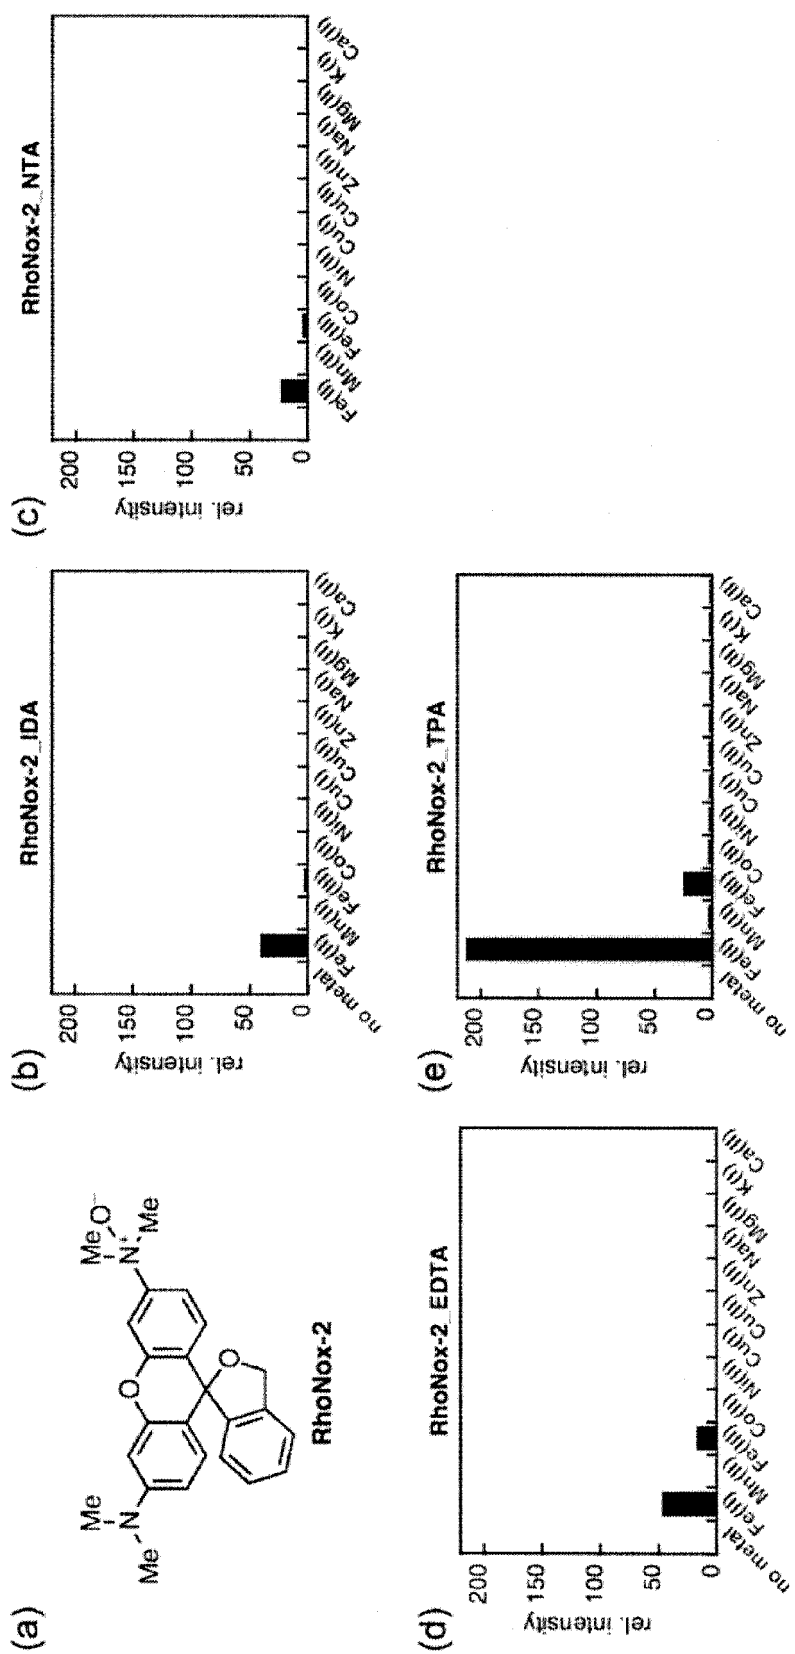 (a)
Me
Me
N
O
Me
N+
O−
Me
O
RhoNox-2
(b)
RhoNox-2_IDA
rel. intensity
200
150
100
50
0
no metal
Fe(II)
Mn(II)
Fe(III)
Co(II)
Ni(II)
Cu(I)
Cu(II)
Zn(II)
Na(I)
Mg(II)
K(I)
Ca(II)
(c)
RhoNox-2_NTA
rel. intensity
200
150
100
50
0
Fe(II)
Mn(II)
Fe(III)
Co(II)
Ni(II)
Cu(I)
Cu(II)
Zn(II)
Na(I)
Mg(II)
K(I)
Ca(II)
(d)
RhoNox-2_EDTA
rel. intensity
200
150
100
50
0
no metal
Fe(II)
Mn(II)
Fe(III)
Co(II)
Ni(II)
Cu(I)
Cu(II)
Zn(II)
Na(I)
Mg(II)
K(I)
Ca(II)
(e)
RhoNox-2_TPA
rel. intensity
200
150
100
50
0
no metal
Fe(II)
Mn(II)
Fe(III)
Co(II)
Ni(II)
Cu(I)
Cu(II)
Zn(II)
Na(I)
Mg(II)
K(I)
Ca(II)